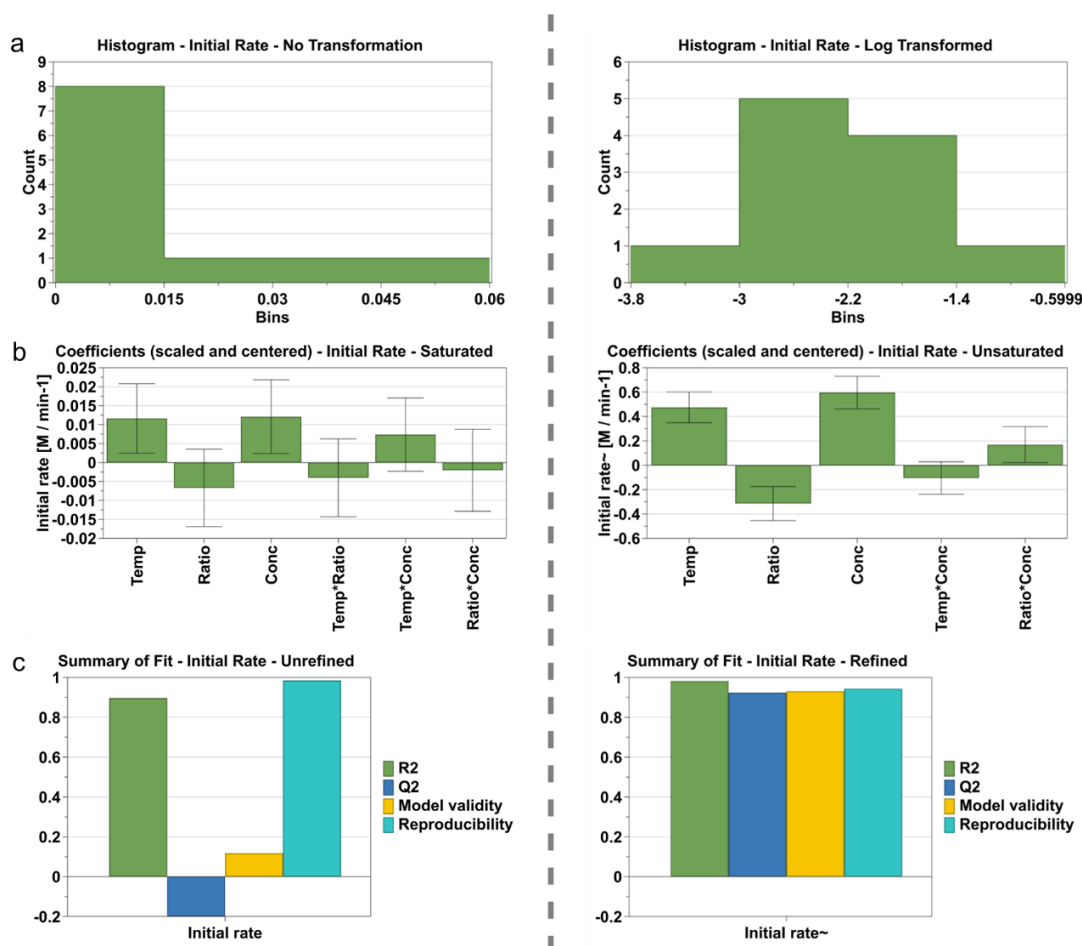 a
Histogram - Initial Rate - No Transformation
Count
9
8
7
6
5
4
3
2
1
0
0 0.015 0.03 0.045 0.06
Bins
Histogram - Initial Rate - Log Transformed
Count
6
5
4
3
2
1
0
-3.8 -3 -2.2 -1.4 -0.5999
Bins
b
Coefficients (scaled and centered) - Initial Rate - Saturated
Initial rate [M / min-1]
0.025
0.02
0.015
0.01
0.005
0
-0.005
-0.01
-0.015
-0.02
Temp
Ratio
Conc
Temp*Ratio
Temp*Conc
Ratio*Conc
Coefficients (scaled and centered) - Initial Rate - Unsaturated
Initial rate~ [M / min-1]
0.8
0.6
0.4
0.2
0
-0.2
-0.4
-0.6
Temp
Ratio
Conc
Temp*Conc
Ratio*Conc
c
Summary of Fit - Initial Rate - Unrefined
1
0.8
0.6
0.4
0.2
0
-0.2
Initial rate
R2
Q2
Model validity
Reproducibility
Summary of Fit - Initial Rate - Refined
1
0.8
0.6
0.4
0.2
0
-0.2
Initial rate~
R2
Q2
Model validity
Reproducibility